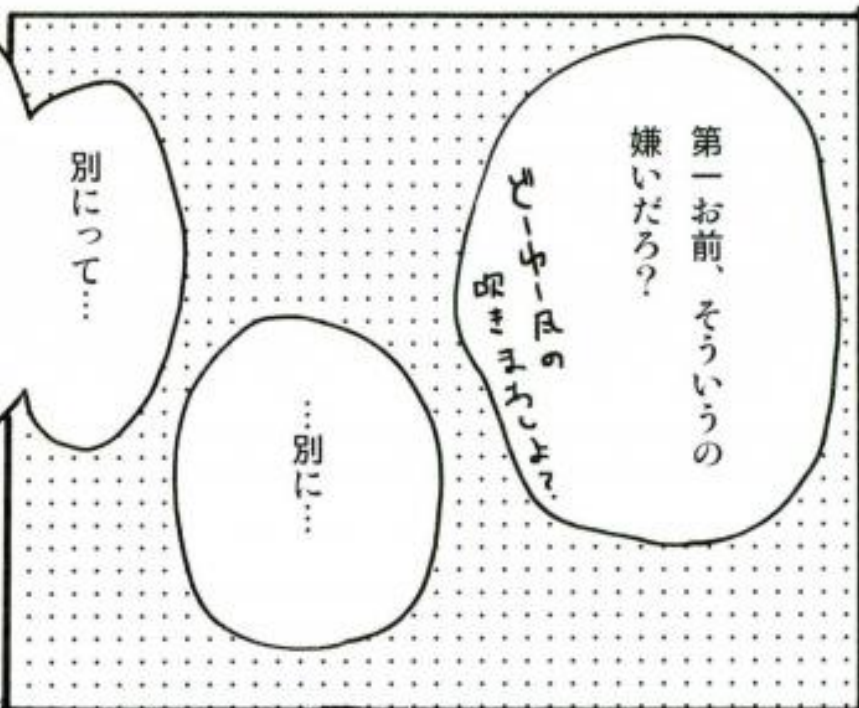 第一お前、そういうの
嫌いだろ?
どーゆー風の
吹きまわしよ?
…別に…
別にって…